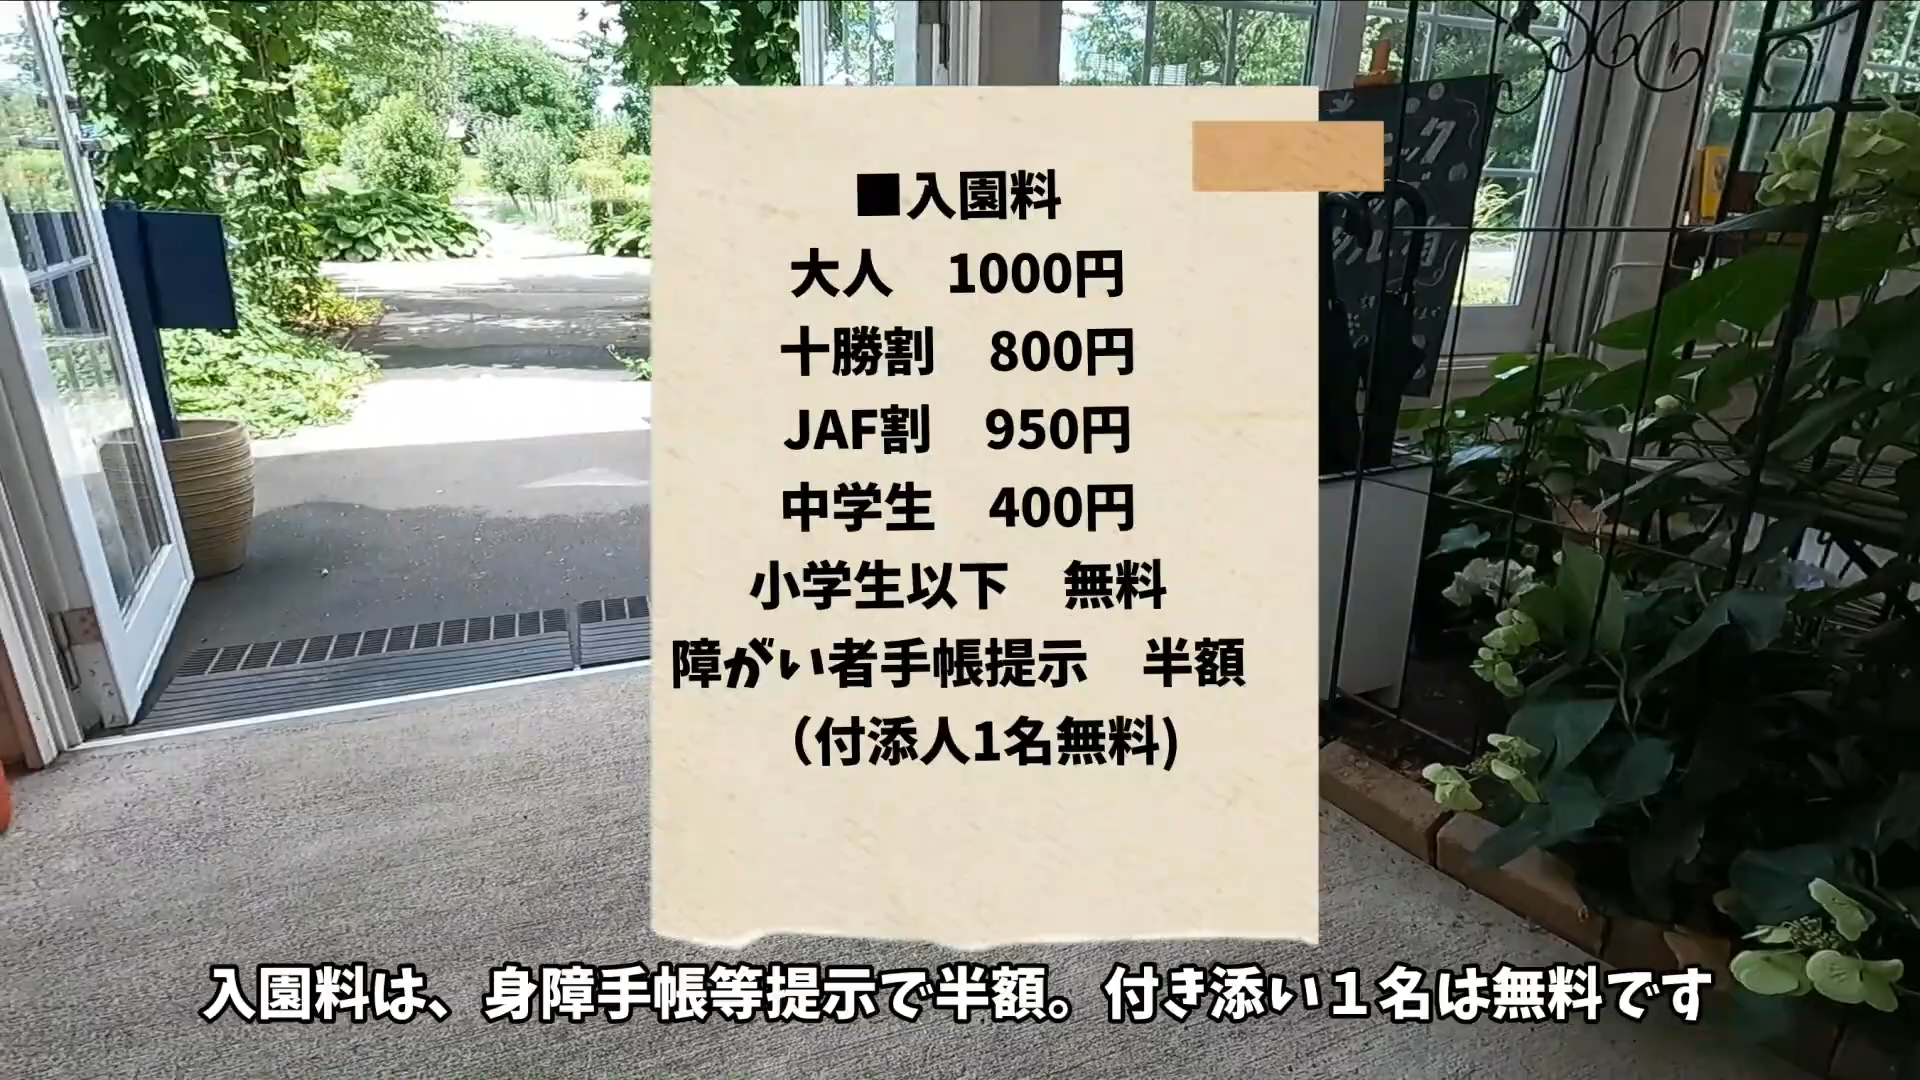 ■入園料
大人　1000円
十勝割　800円
JAF割　950円
中学生　400円
小学生以下　無料
障がい者手帳提示　半額
（付添人1名無料)
入園料は、身障手帳等提示で半額。付き添い１名は無料です